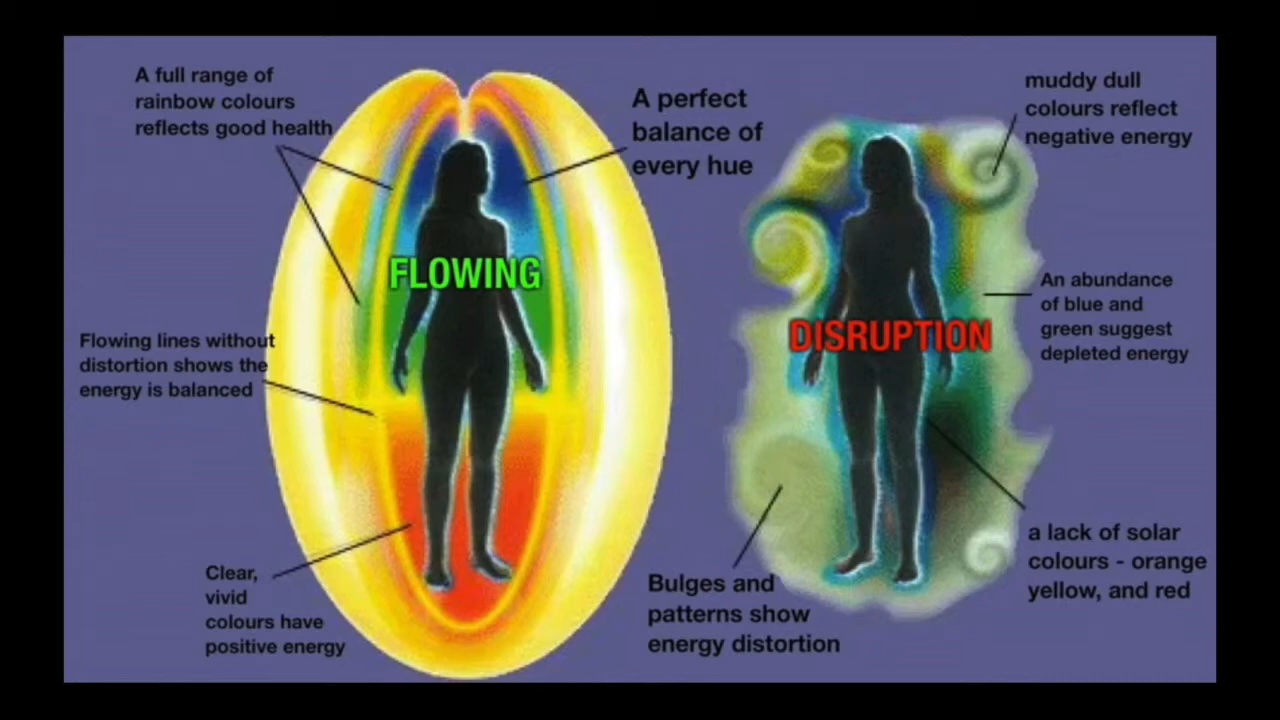 A full range of
rainbow colours
reflects good health
A perfect
balance of
every hue
FLOWING
Flowing lines without
distortion shows the
energy is balanced
Clear,
vivid
colours have
positive energy
muddy dull
colours reflect
negative energy
An abundance
of blue and
green suggest
depleted energy
DISRUPTION
a lack of solar
colours - orange
yellow, and red
Bulges and
patterns show
energy distortion